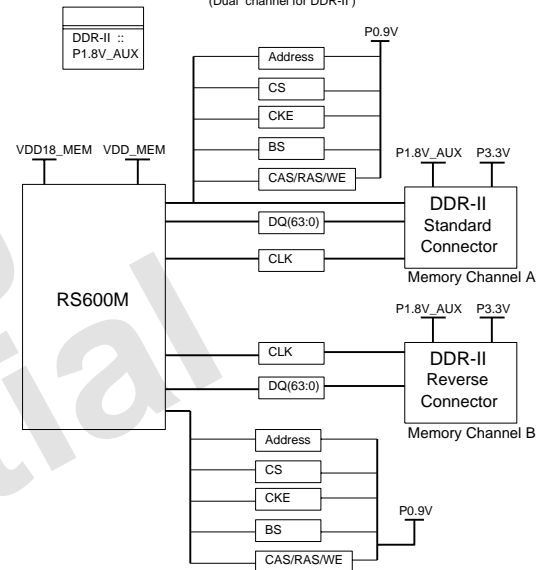 (Dual channel for DDR-II )
DDR-II ::
P1.8V_AUX
P0.9V
Address
CS
CKE
BS
CAS/RAS/WE
VDD18_MEM VDD_MEM
P1.8V_AUX P3.3V
DDR-II
Standard
Connector
DQ(63:0)
CLK
Memory Channel A
RS600M
P1.8V_AUX P3.3V
CLK
DDR-II
Reverse
Connector
DQ(63:0)
Memory Channel B
Address
CS
CKE
P0.9V
BS
CAS/RAS/WE